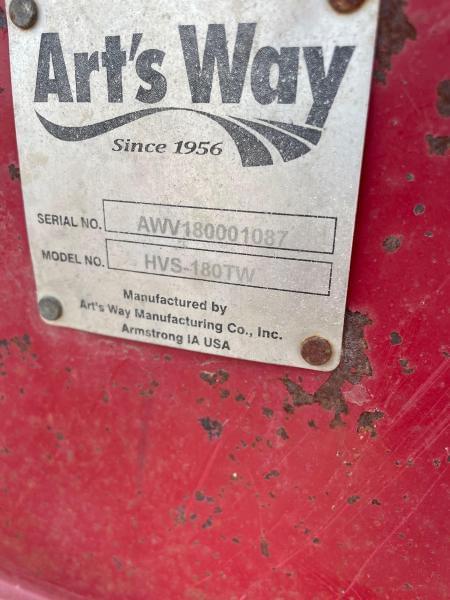 Art's Way
Since 1956
SERIAL NO. AWV180001087
MODEL NO. HVS-180TW
Manufactured by
Art's Way Manufacturing Co., Inc.
Armstrong IA USA